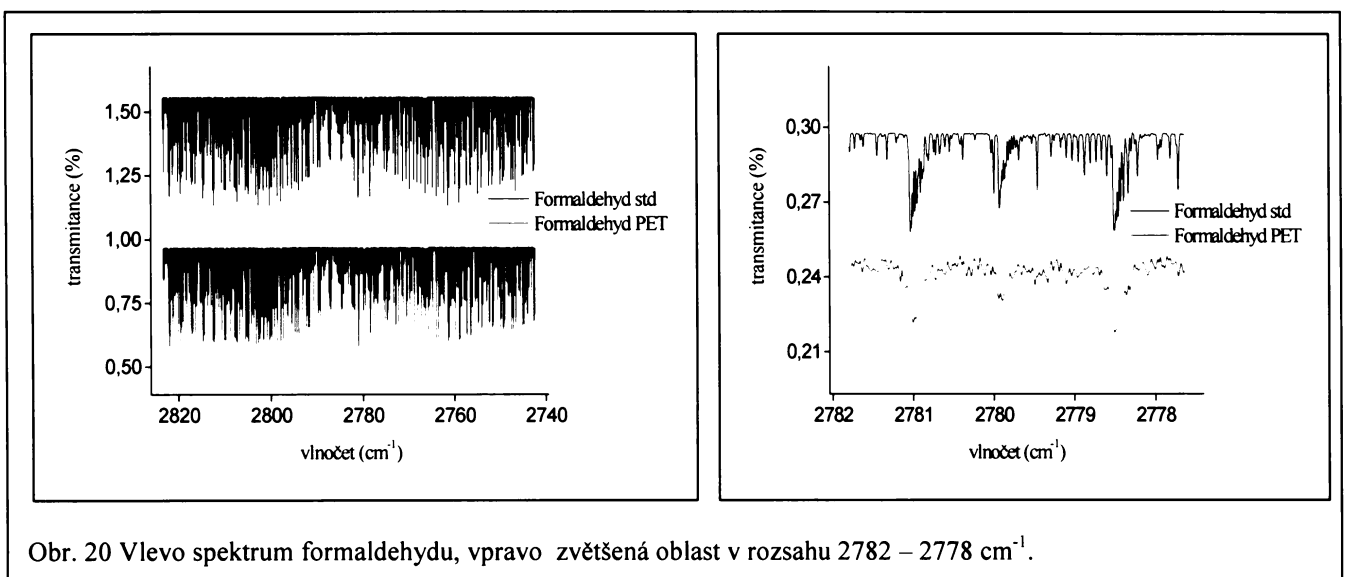 1,50
1,25
1,00
0,75
0,50
transmitance (%)
Formaldehyd std
Formaldehyd PET
2820 2800 2780 2760 2740
vlnočet (cm⁻¹)
0,30
0,27
0,24
0,21
transmitance (%)
Formaldehyd std
Formaldehyd PET
2782 2781 2780 2779 2778
vlnočet (cm⁻¹)
Obr. 20 Vlevo spektrum formaldehydu, vpravo zvětšená oblast v rozsahu 2782 – 2778 cm⁻¹.